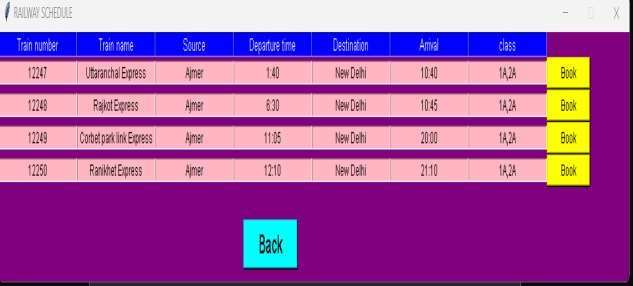 RAILWAY SCHEDULE
Train number Train name Source Departure time Destination Arrival class
12247 Uttaranchal Express Ajmer 1:40 New Delhi 10:40 1A,2A Book
12248 Rajkot Express Ajmer 6:30 New Delhi 10:45 1A,2A Book
12249 Corbet park link Express Ajmer 11:05 New Delhi 20:00 1A,2A Book
12250 Ranikhet Express Ajmer 12:10 New Delhi 21:10 1A,2A Book
Back